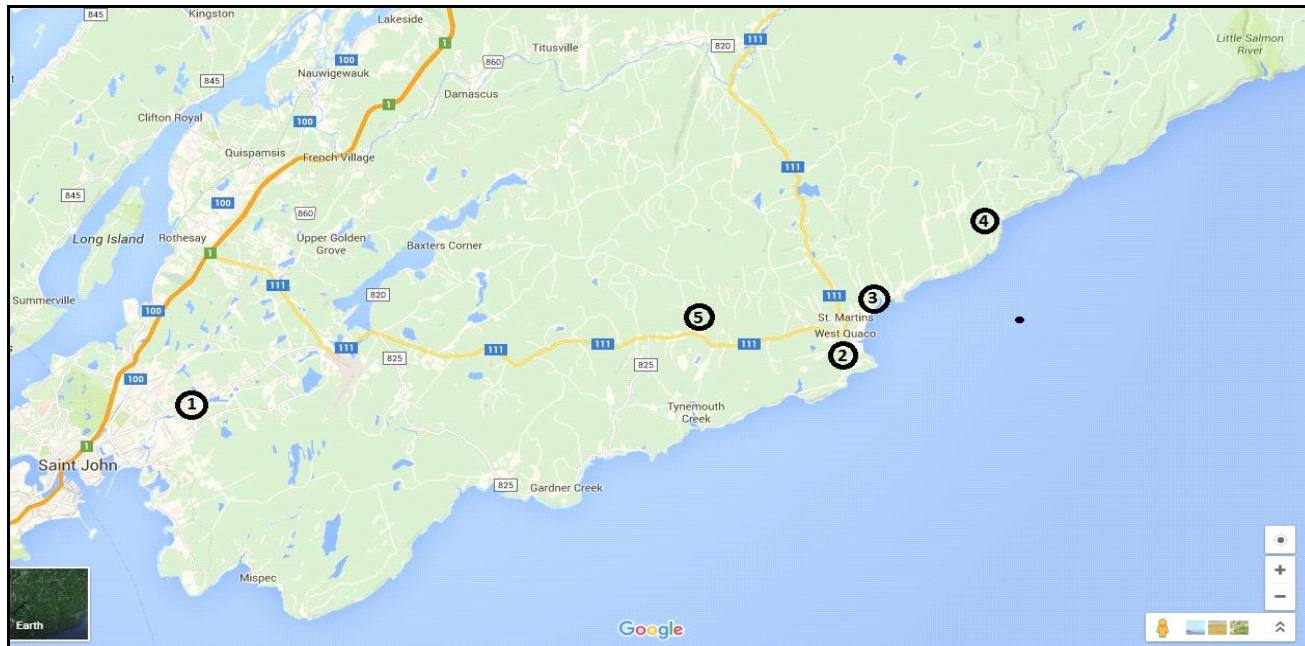 Kingston
845
Lakeside
1
Titusville
820
111
Little Salmon
River
100
860
Nauwigewauk
845
Damascus
1
Clifton Royal
100
Quispamsis
French Village
111
845
100
860
4
Long Island
Rothesay
Upper Golden
Grove
Baxters Corner
1
111
820
111
3
Summerville
100
5
St. Martins
West Quaco
111
111
111
111
2
825
825
100
1
Tynemouth
Creek
1
Saint John
825
Gardner Creek
Mispec
Earth
Google
+
−